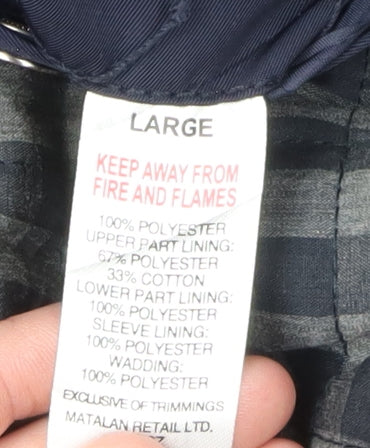 LARGE
KEEP AWAY FROM
FIRE AND FLAMES
100% POLYESTER
UPPER PART LINING:
67% POLYESTER
33% COTTON
LOWER PART LINING:
100% POLYESTER
SLEEVE LINING:
100% POLYESTER
WADDING:
100% POLYESTER
EXCLUSIVE OF TRIMMINGS
MATALAN RETAIL LTD.